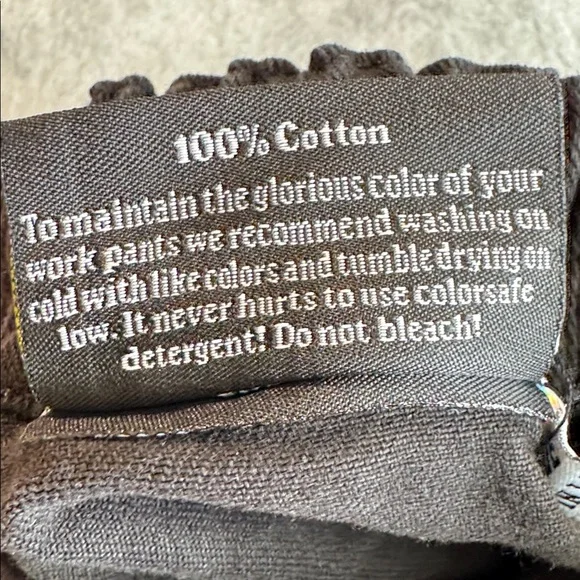 100% Cotton
To maintain the glorious color of your
work pants we recommend washing on
cold with like colors and tumble drying on
low. It never hurts to use colorsafe
detergent! Do not bleach!